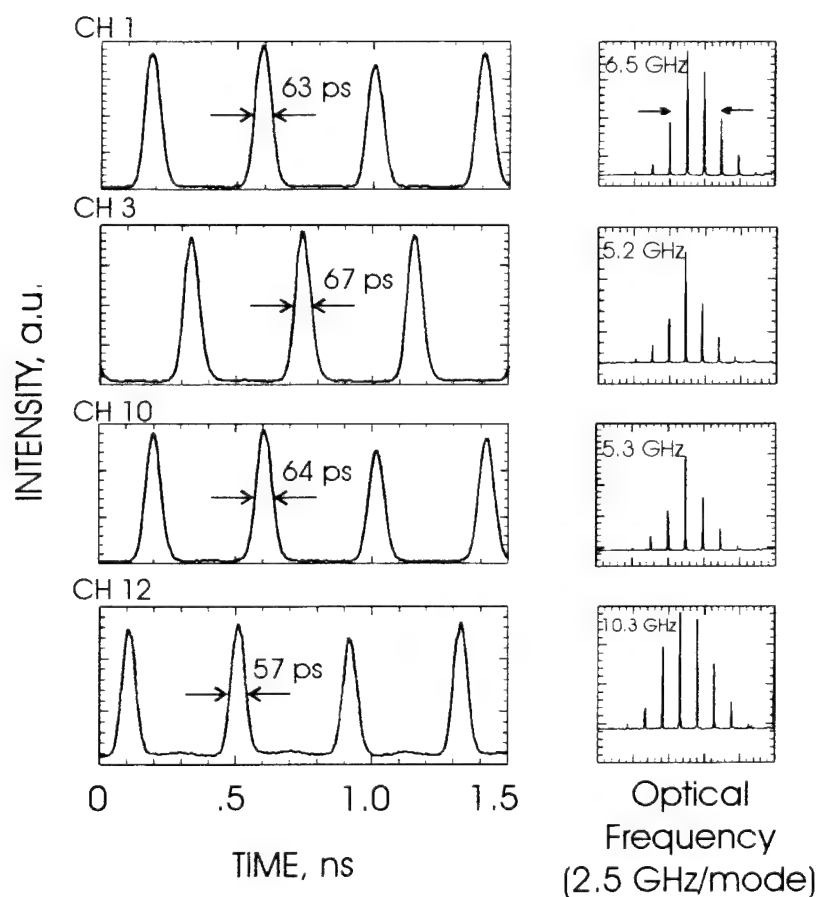 CH 1
63 ps
6.5 GHz
CH 3
67 ps
5.2 GHz
CH 10
64 ps
5.3 GHz
CH 12
57 ps
10.3 GHz
INTENSITY, a.u.
0 .5 1.0 1.5
TIME, ns
Optical
Frequency
(2.5 GHz/mode)